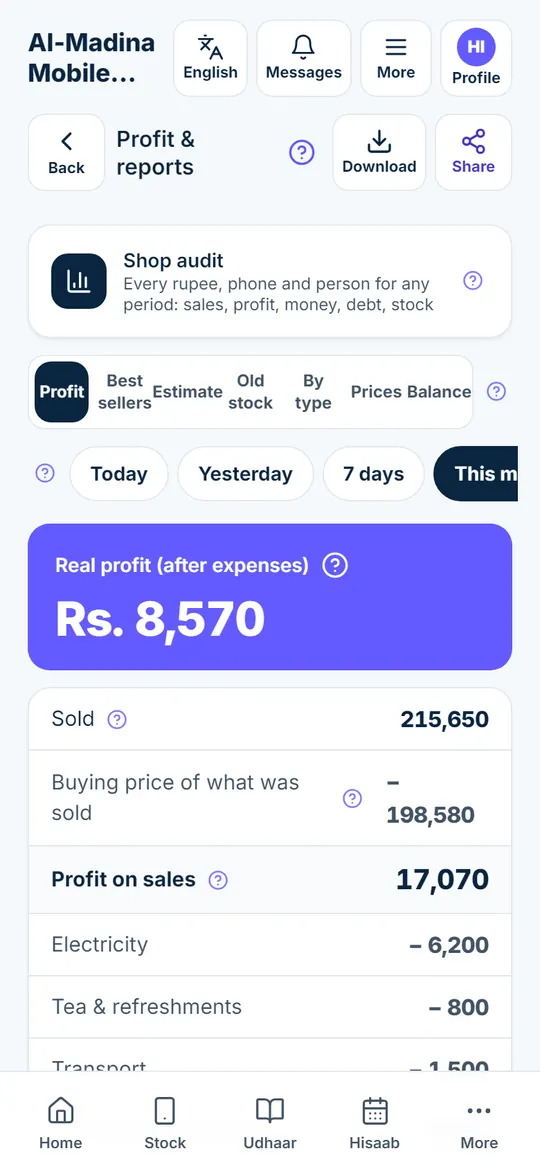 Al-Madina
Mobile...
English
Messages
More
HI
Profile
Back
Profit &
reports
?
Download
Share
Shop audit
Every rupee, phone and person for any
period: sales, profit, money, debt, stock
?
Profit
Best
sellers
Estimate
Old
stock
By
type
Prices
Balance
?
?
Today
Yesterday
7 days
This m
Real profit (after expenses) ?
Rs. 8,570
Sold ? 215,650
Buying price of what was
sold
?
–
198,580
Profit on sales ? 17,070
Electricity – 6,200
Tea & refreshments – 800
Transport – 1,500
Home
Stock
Udhaar
Hisaab
More